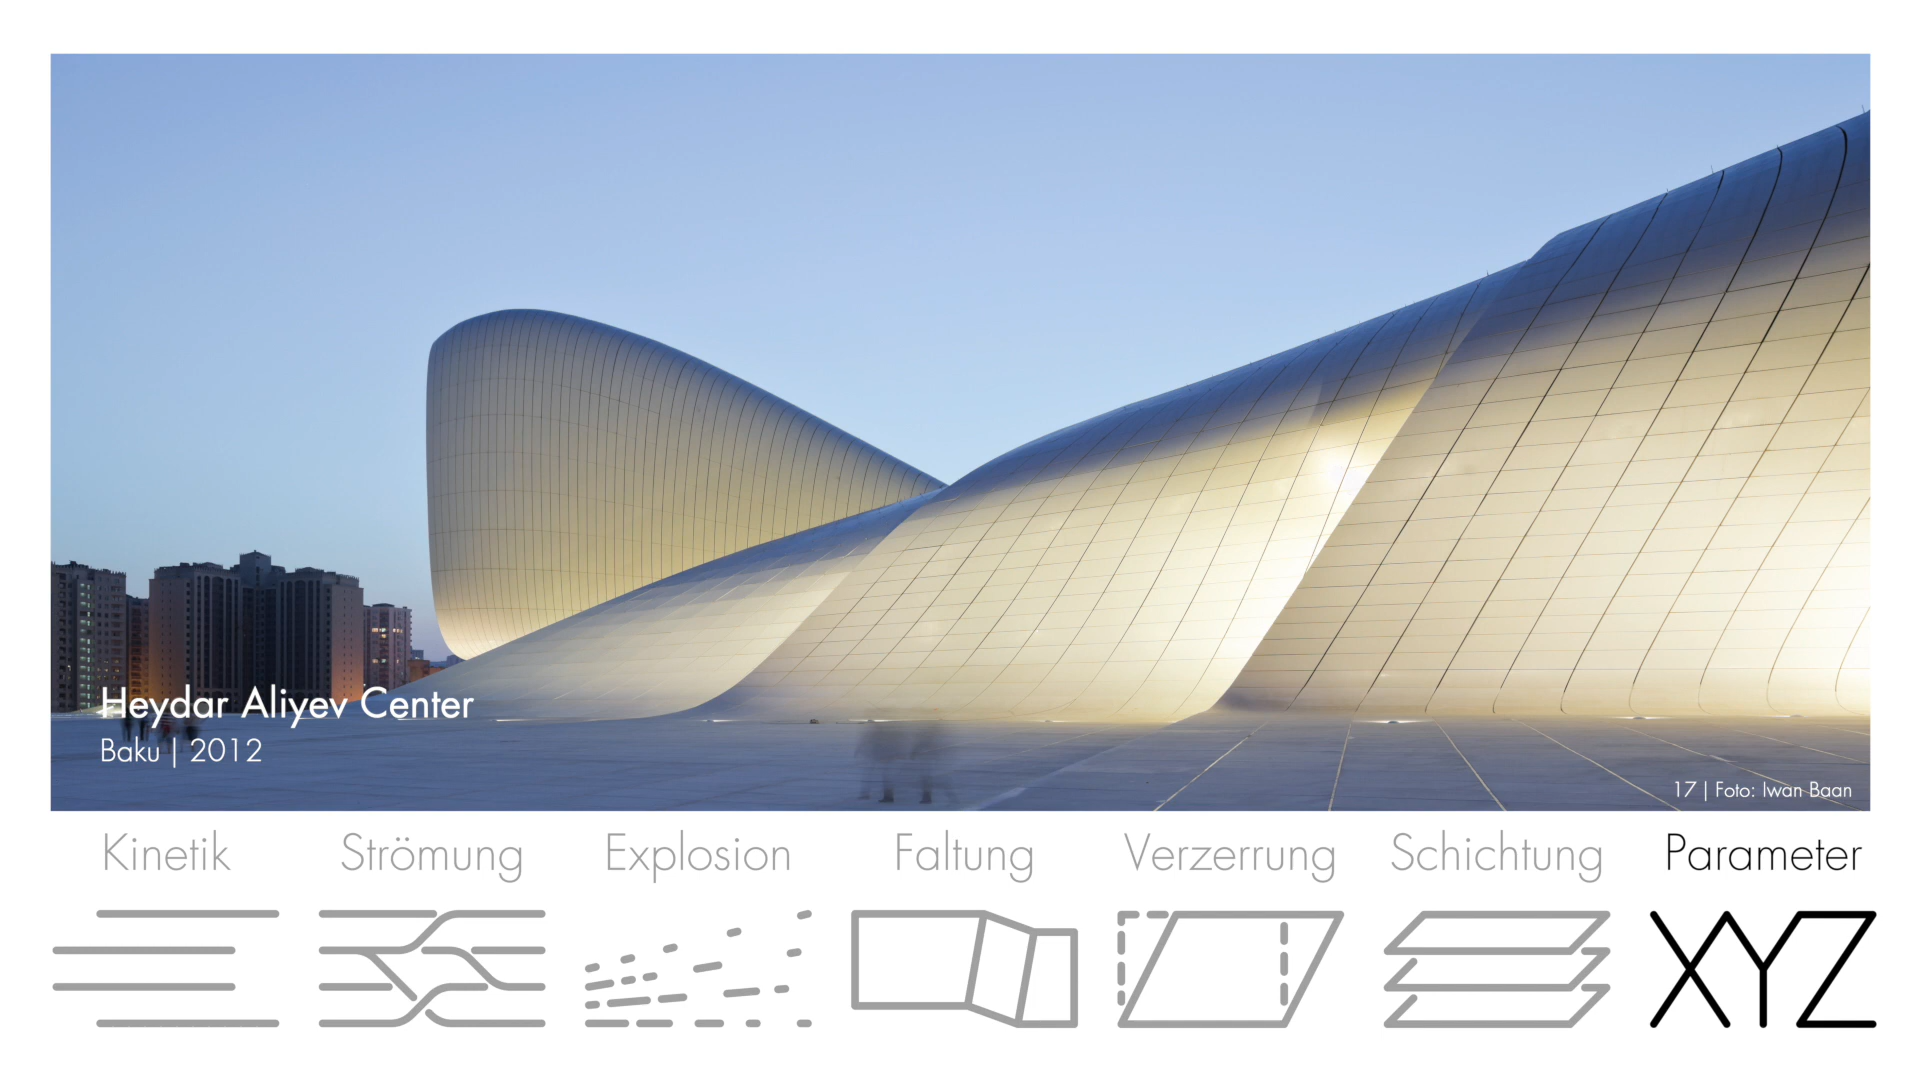 Heydar Aliyev Center
Baku | 2012
17 | Foto: Iwan Baan
Kinetik Strömung Explosion Faltung Verzerrung Schichtung Parameter
XYZ